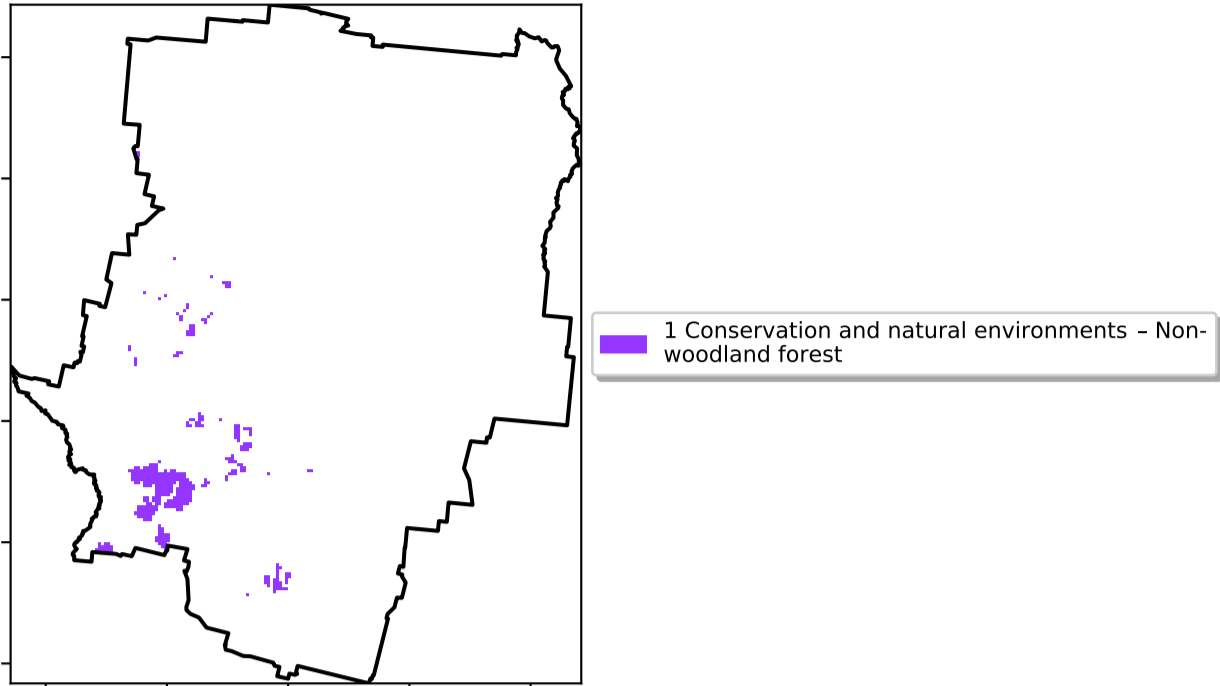 1 Conservation and natural environments – Non-
woodland forest